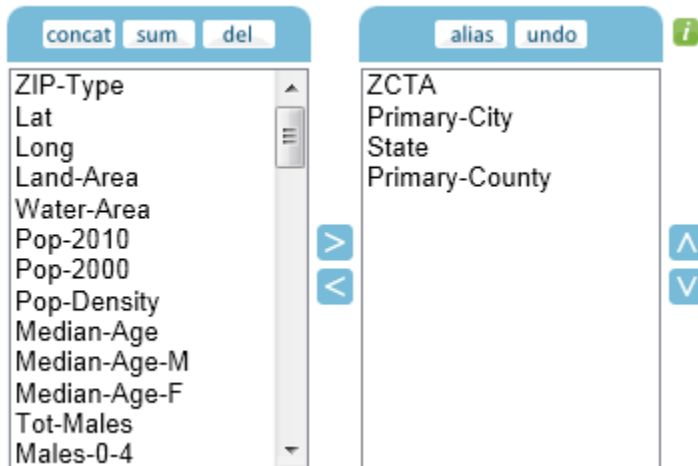 concat sum del
ZIP-Type
Lat
Long
Land-Area
Water-Area
Pop-2010
Pop-2000
Pop-Density
Median-Age
Median-Age-M
Median-Age-F
Tot-Males
Males-0-4
>
<
alias undo
i
ZCTA
Primary-City
State
Primary-County